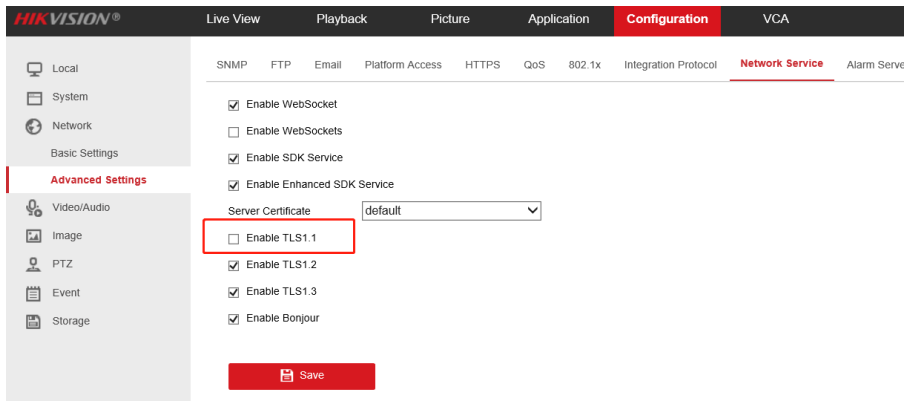 HIKVISION®
Live View Playback Picture Application Configuration VCA
Local
System
Network
Basic Settings
Advanced Settings
Video/Audio
Image
PTZ
Event
Storage
SNMP FTP Email Platform Access HTTPS QoS 802.1x Integration Protocol Network Service Alarm Serve
Enable WebSocket
Enable WebSockets
Enable SDK Service
Enable Enhanced SDK Service
Server Certificate default
Enable TLS1.1
Enable TLS1.2
Enable TLS1.3
Enable Bonjour
Save